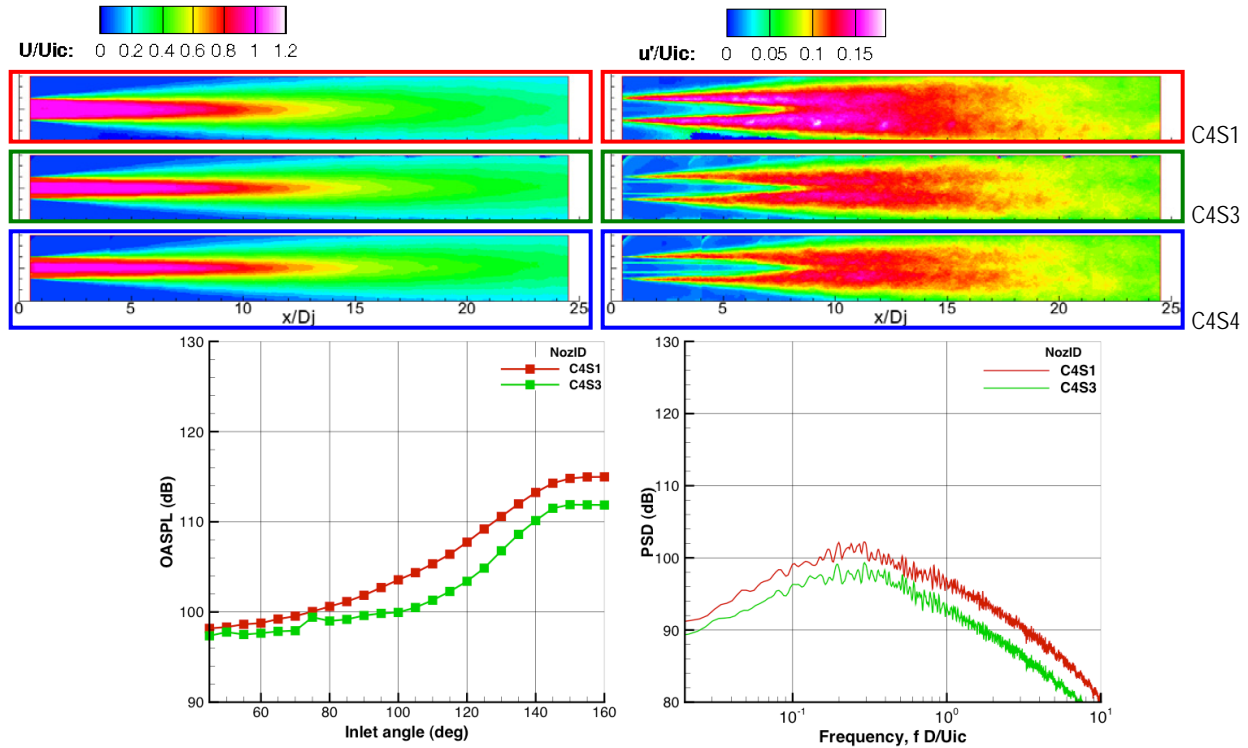 U/Uic: 0 0.2 0.4 0.6 0.8 1 1.2
u'/Uic: 0 0.05 0.1 0.15
C4S1
C4S3
0 5 10 15 20 25
x/Dj
0 5 10 15 20 25
x/Dj
C4S4
130
120
110
100
90
OASPL (dB)
NozID
C4S1
C4S3
60 80 100 120 140 160
Inlet angle (deg)
130
120
110
100
90
80
PSD (dB)
NozID
C4S1
C4S3
10-1 100 101
Frequency, f D/Uic